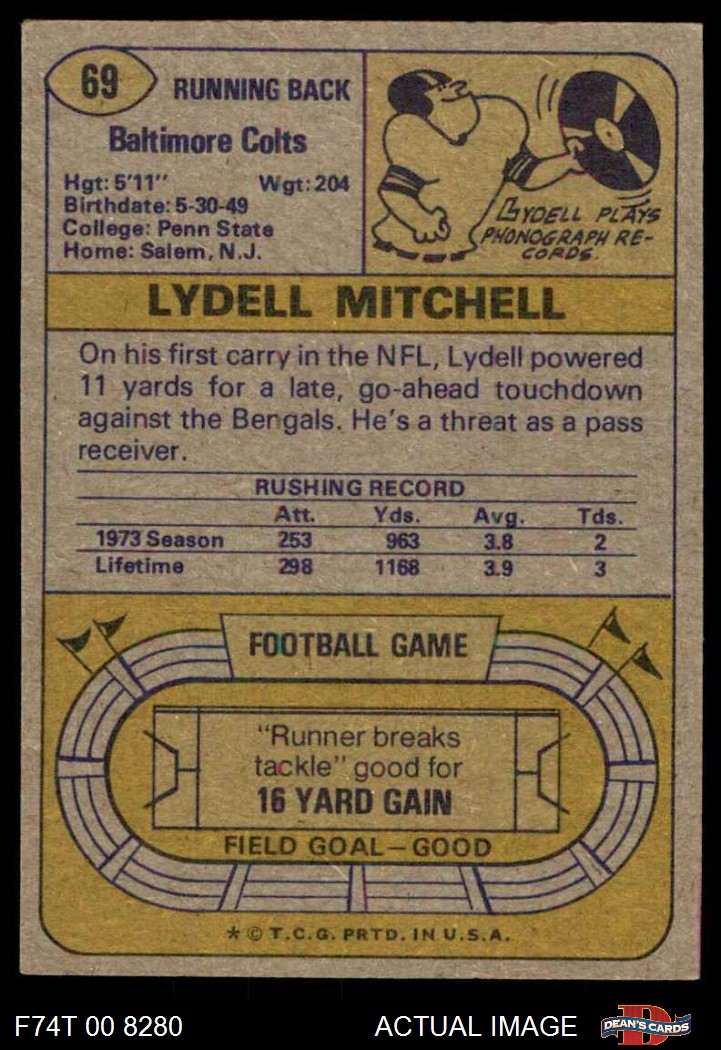 69
RUNNING BACK
Baltimore Colts
Hgt: 5'11" Wgt: 204
Birthdate: 5-30-49
College: Penn State
Home: Salem, N.J.
LYDELL PLAYS
PHONOGRAPH RE-
CORDS.
LYDELL MITCHELL
On his first carry in the NFL, Lydell powered
11 yards for a late, go-ahead touchdown
against the Bengals. He's a threat as a pass
receiver.
RUSHING RECORD
Att. Yds. Avg. Tds.
1973 Season 253 963 3.8 2
Lifetime 298 1168 3.9 3
FOOTBALL GAME
"Runner breaks
tackle" good for
16 YARD GAIN
FIELD GOAL—GOOD
* © T.C.G. PRTD. IN U.S.A.
F74T 00 8280 ACTUAL IMAGE
DEAN'S CARDS